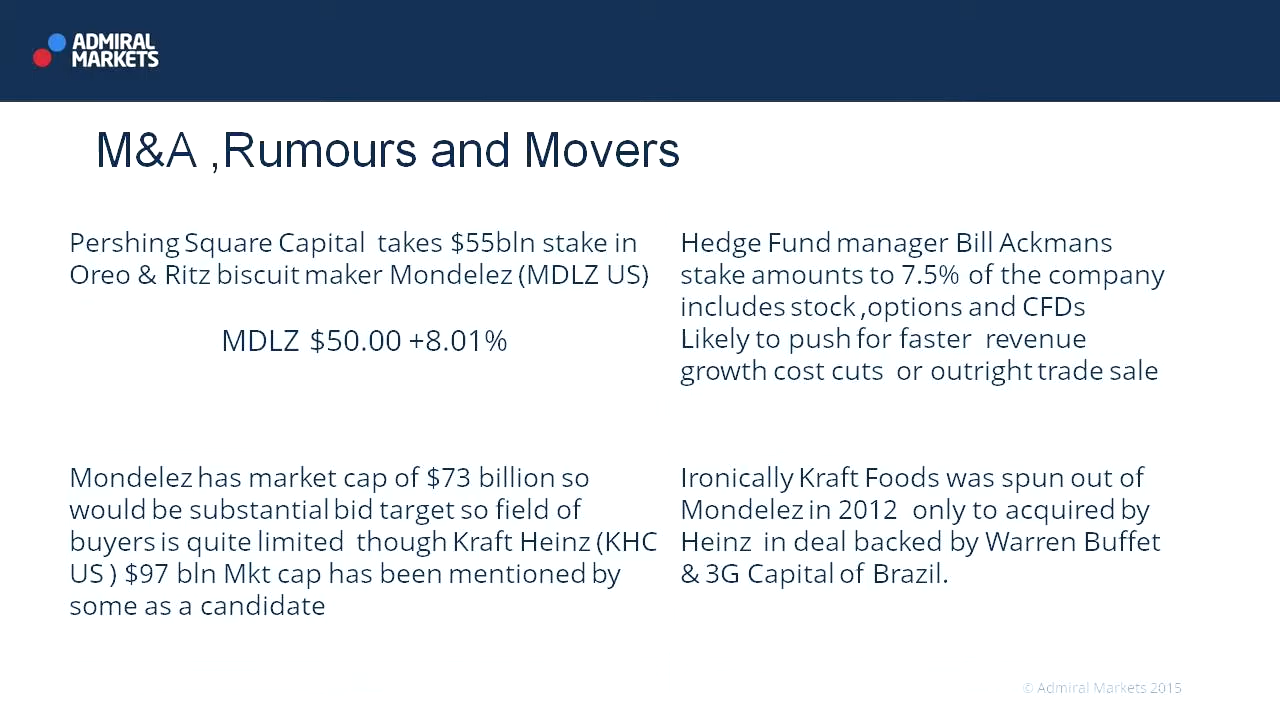 ADMIRAL
MARKETS
M&A ,Rumours and Movers
Pershing Square Capital takes $55bln stake in
Oreo & Ritz biscuit maker Mondelez (MDLZ US)
MDLZ $50.00 +8.01%
Hedge Fund manager Bill Ackmans
stake amounts to 7.5% of the company
includes stock ,options and CFDs
Likely to push for faster revenue
growth cost cuts or outright trade sale
Mondelez has market cap of $73 billion so
would be substantial bid target so field of
buyers is quite limited though Kraft Heinz (KHC
US ) $97 bln Mkt cap has been mentioned by
some as a candidate
Ironically Kraft Foods was spun out of
Mondelez in 2012 only to acquired by
Heinz in deal backed by Warren Buffet
& 3G Capital of Brazil.
© Admiral Markets 2015